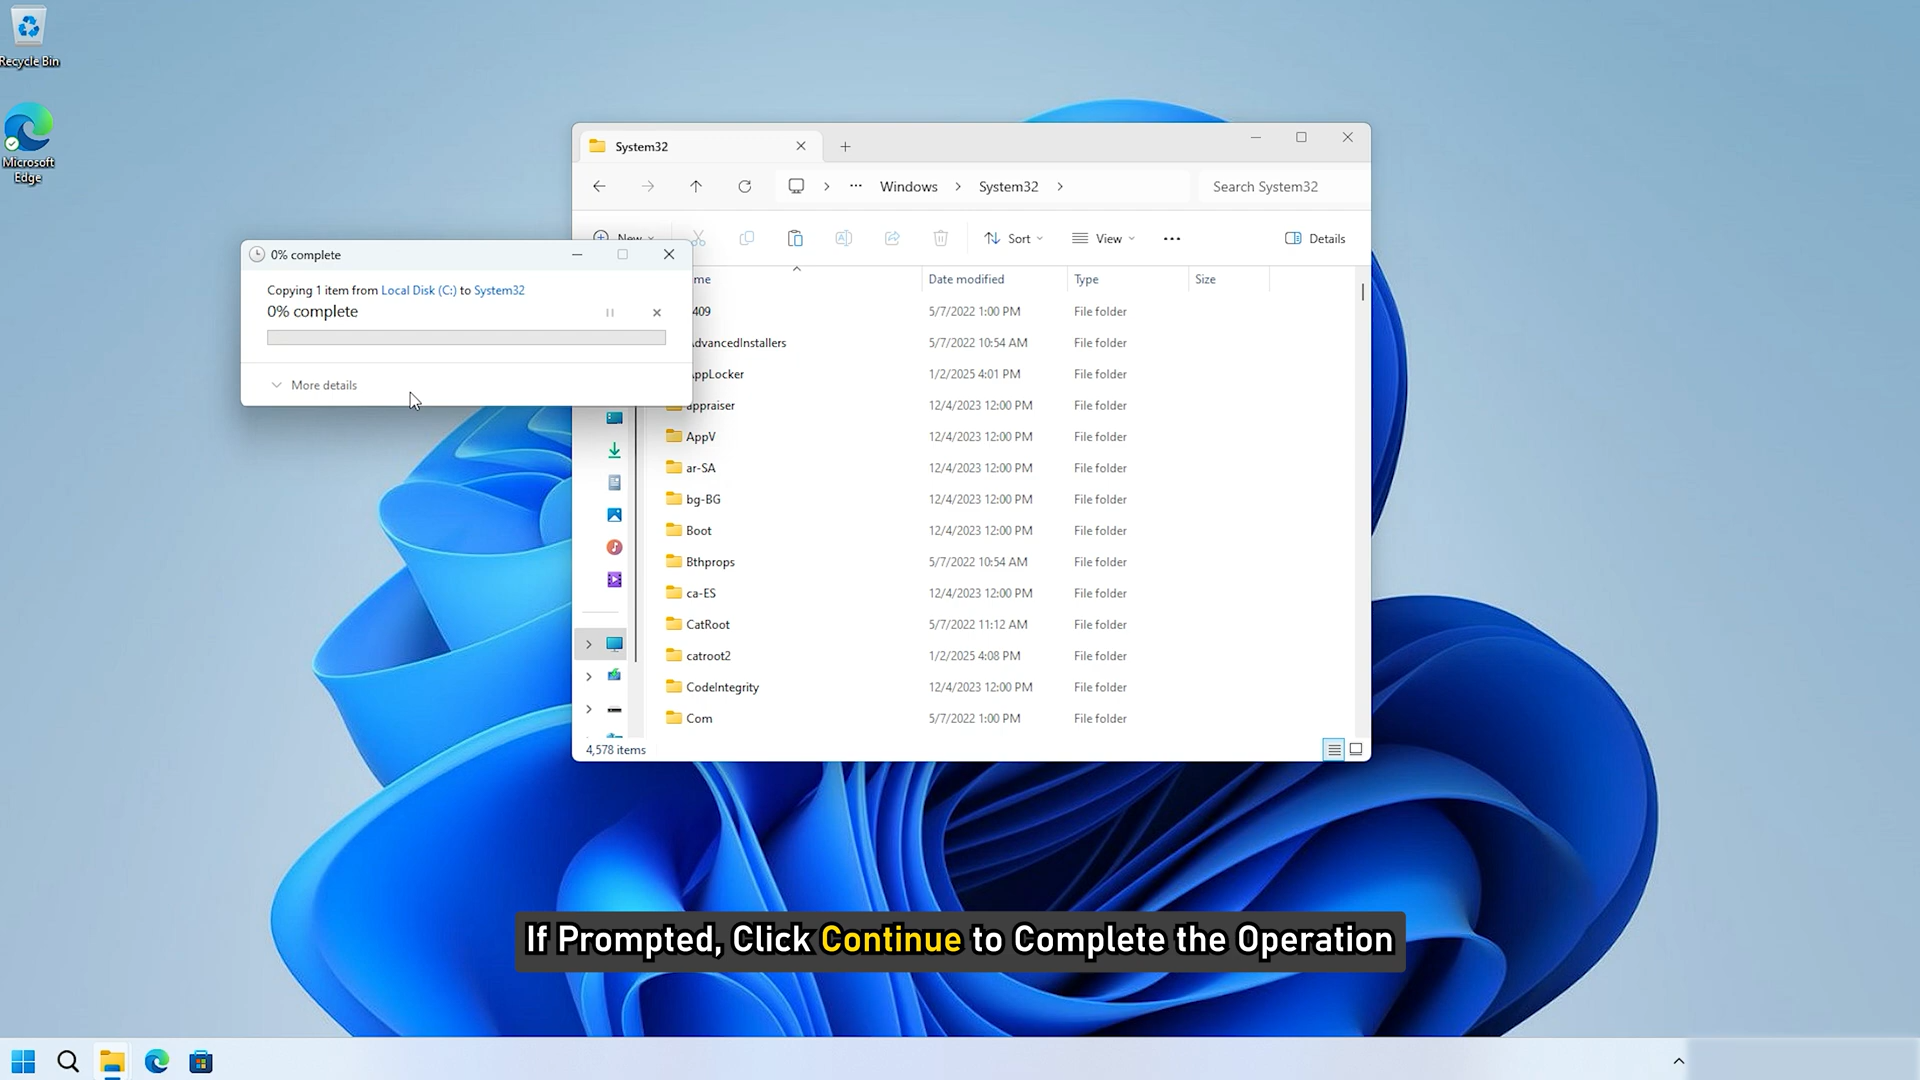 Recycle Bin
Microsoft
Edge
System32
Windows
System32
Search System32
New
Sort
View
Details
0% complete
Copying 1 item from Local Disk (C:) to System32
0% complete
More details
me Date modified Type Size
409 5/7/2022 1:00 PM File folder
AdvancedInstallers 5/7/2022 10:54 AM File folder
AppLocker 1/2/2025 4:01 PM File folder
appraiser 12/4/2023 12:00 PM File folder
AppV 12/4/2023 12:00 PM File folder
ar-SA 12/4/2023 12:00 PM File folder
bg-BG 12/4/2023 12:00 PM File folder
Boot 12/4/2023 12:00 PM File folder
Bthprops 5/7/2022 10:54 AM File folder
ca-ES 12/4/2023 12:00 PM File folder
CatRoot 5/7/2022 11:12 AM File folder
catroot2 1/2/2025 4:08 PM File folder
CodeIntegrity 12/4/2023 12:00 PM File folder
Com 5/7/2022 1:00 PM File folder
4,578 items
If Prompted, Click Continue to Complete the Operation